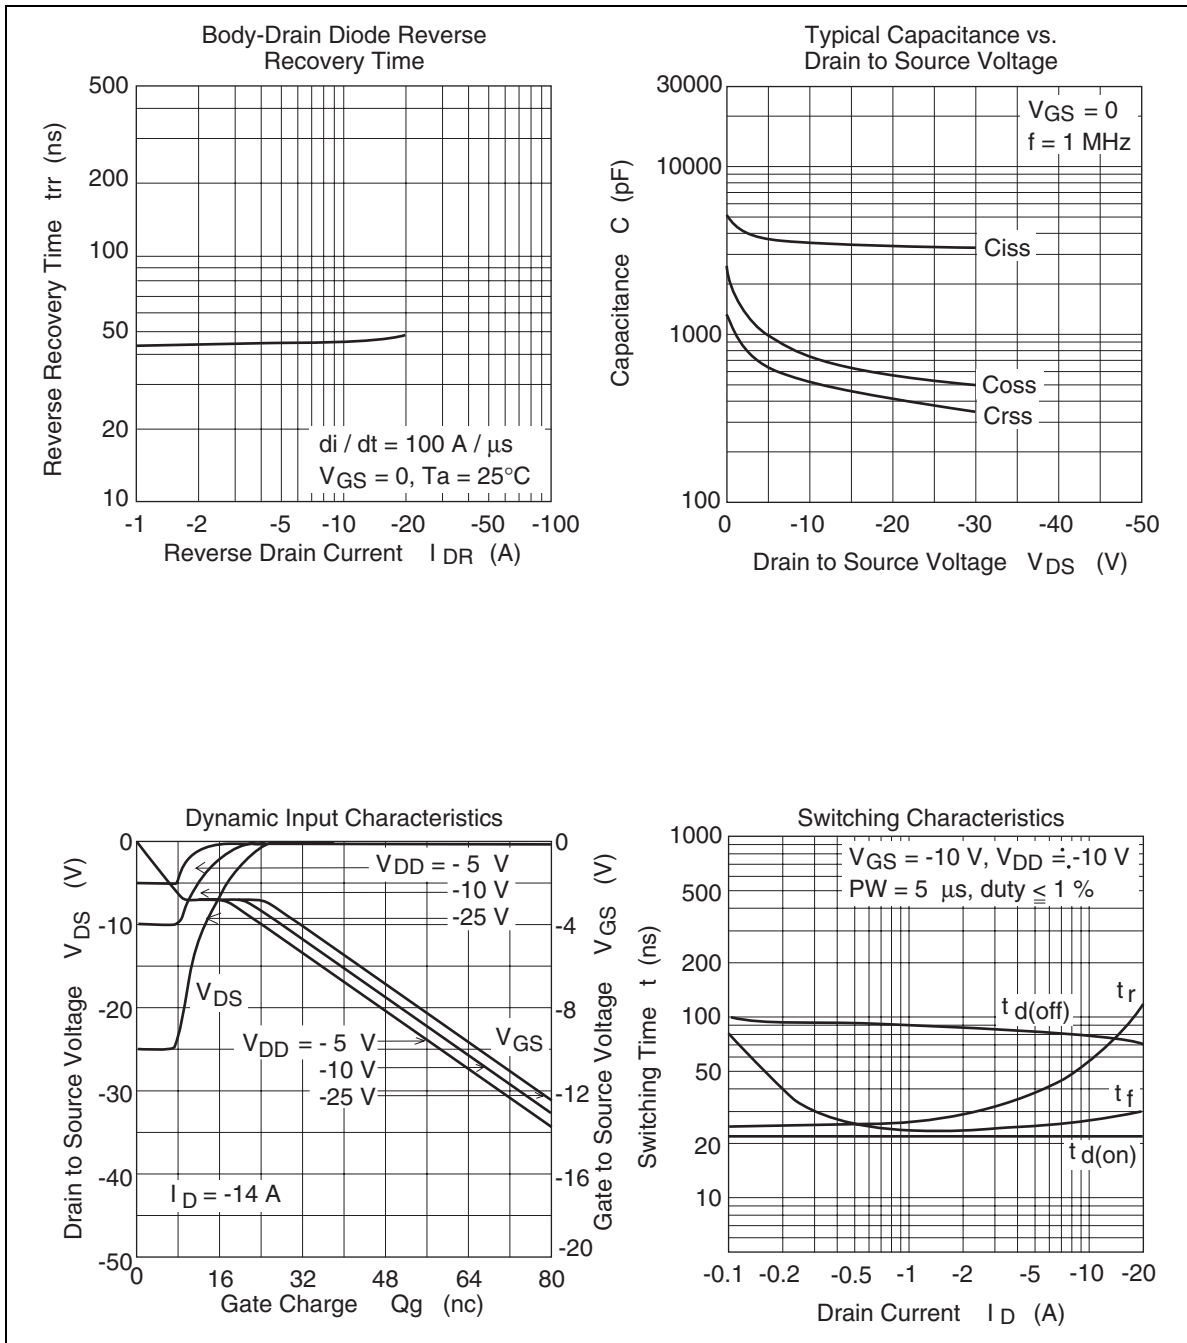 Body-Drain Diode Reverse
Recovery Time
500
200
100
50
20
10
Reverse Recovery Time trr (ns)
di / dt = 100 A / μs
VGS = 0, Ta = 25°C
-1 -2 -5 -10 -20 -50 -100
Reverse Drain Current I DR (A)
Typical Capacitance vs.
Drain to Source Voltage
30000
10000
1000
100
Capacitance C (pF)
VGS = 0
f = 1 MHz
Ciss
Coss
Crss
0 -10 -20 -30 -40 -50
Drain to Source Voltage VDS (V)
Dynamic Input Characteristics
0
-10
-20
-30
-40
-50
Drain to Source Voltage VDS (V)
VDD = - 5 V
-10 V
-25 V
VDS
VDD = - 5 V
-10 V
-25 V
VGS
I D = -14 A
0
-4
-8
-12
-16
-20
Gate to Source Voltage VGS (V)
0 16 32 48 64 80
Gate Charge Qg (nc)
Switching Characteristics
1000
500
200
100
50
20
10
Switching Time t (ns)
VGS = -10 V, VDD ≒ -10 V
PW = 5 μs, duty ≦ 1 %
t d(off)
t r
t f
t d(on)
-0.1 -0.2 -0.5 -1 -2 -5 -10 -20
Drain Current I D (A)